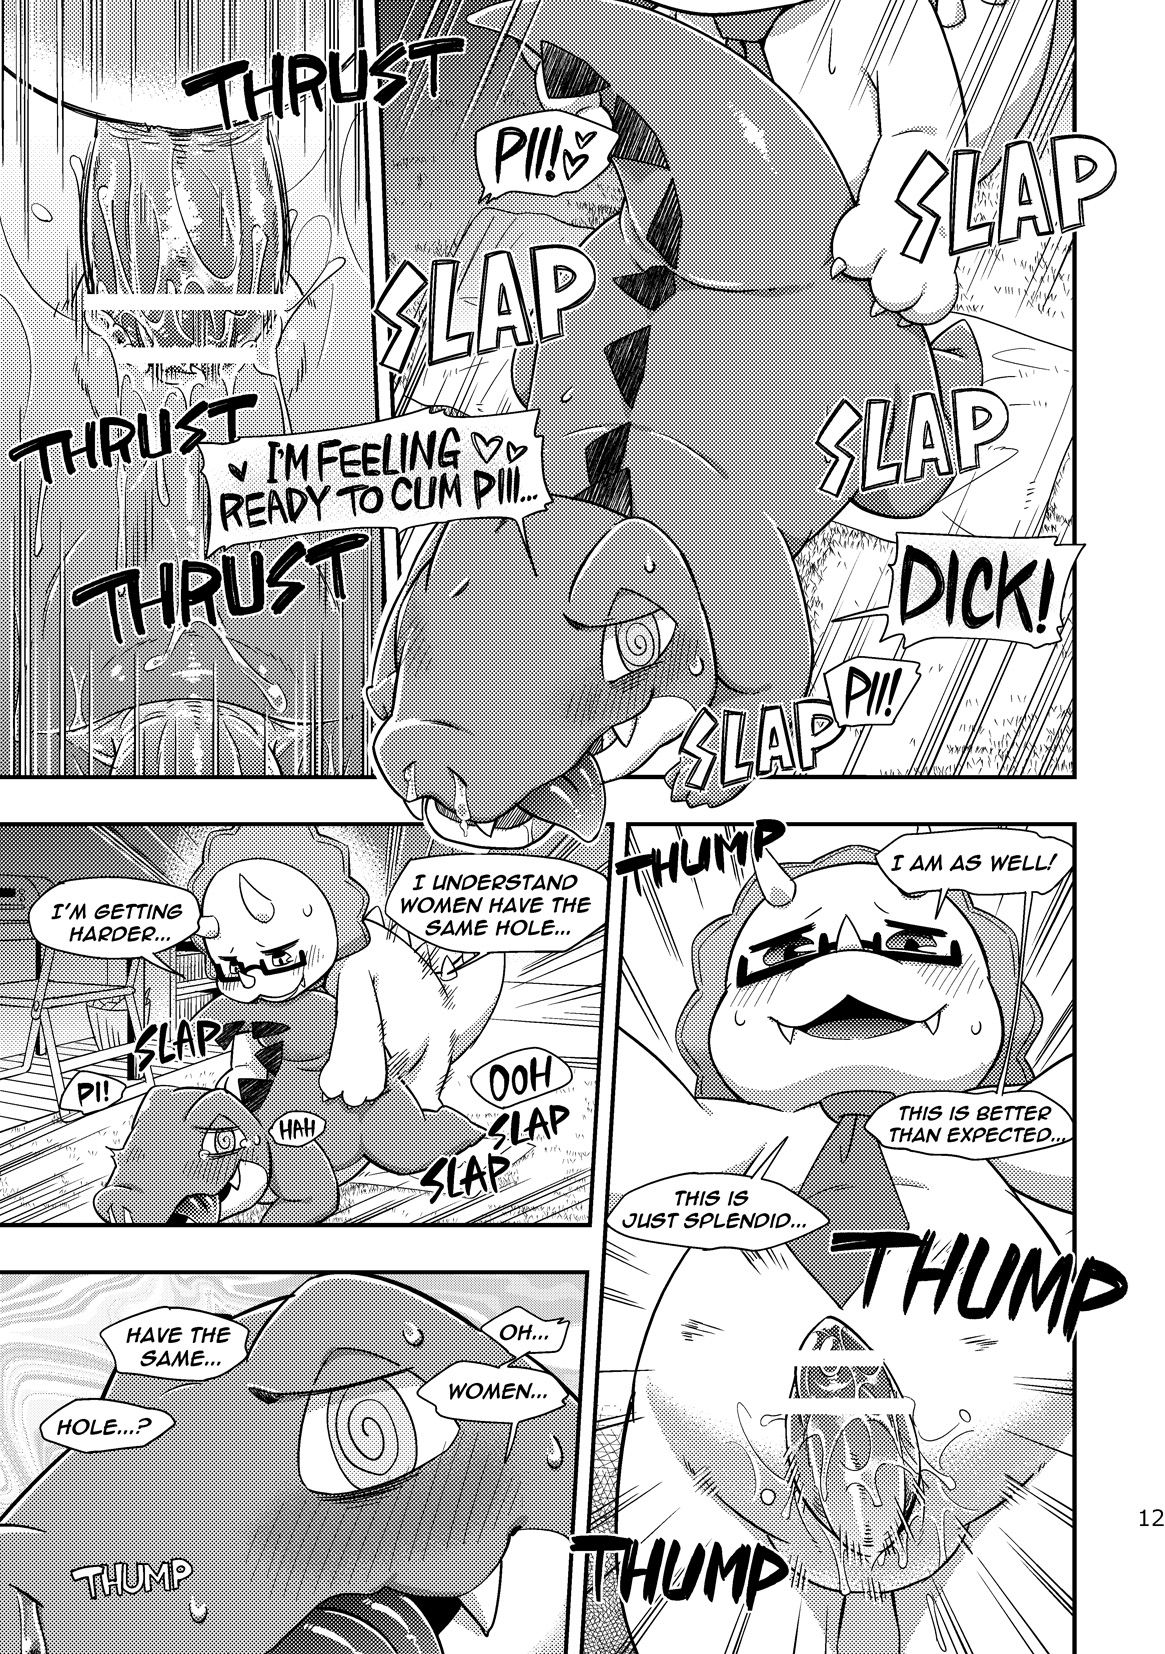 THRUST
PII!
SLAP
SLAP
THRUST
I'M FEELING
READY TO CUM PIII...
SLAP
THRUST
DICK!
PII!
SLAP
THUMP
I AM AS WELL!
THIS IS BETTER
THAN EXPECTED...
THIS IS
JUST SPLENDID...
THUMP
THUMP
I UNDERSTAND
WOMEN HAVE THE
SAME HOLE...
I'M GETTING
HARDER...
SLAP
PI!
HAH
OOH
SLAP
SLAP
OH...
WOMEN...
HAVE THE
SAME...
HOLE...?
THUMP
12